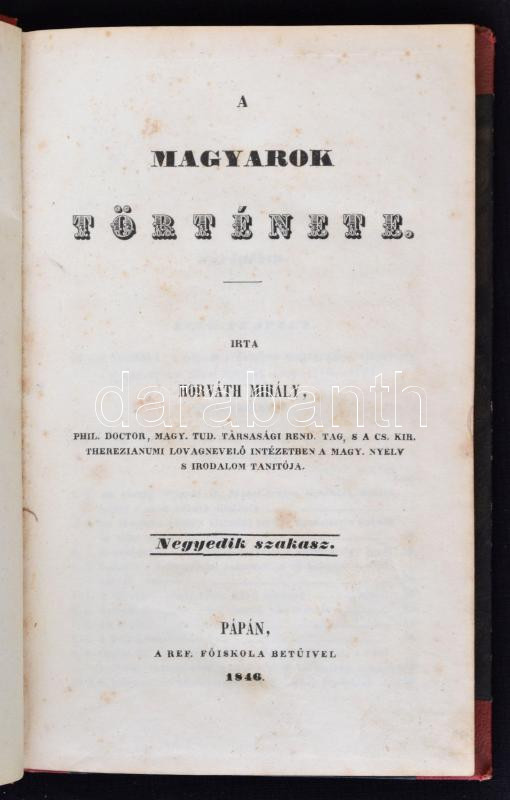 A
MAGYAROK
TÖRTÉNETE.
IRTA
HORVÁTH MIHÁLY,
darabanth
PHIL. DOCTOR, MAGY. TUD. TÁRSASÁGI REND. TAG, S A CS. KIR.
THEREZIANUMI LOVAGNEVELŐ INTÉZETBEN A MAGY. NYELV
S IRODALOM TANITÓJA.
Negyedik szakasz.
PÁPÁN,
A REF. FŐISKOLA BETŰIVEL
1846.